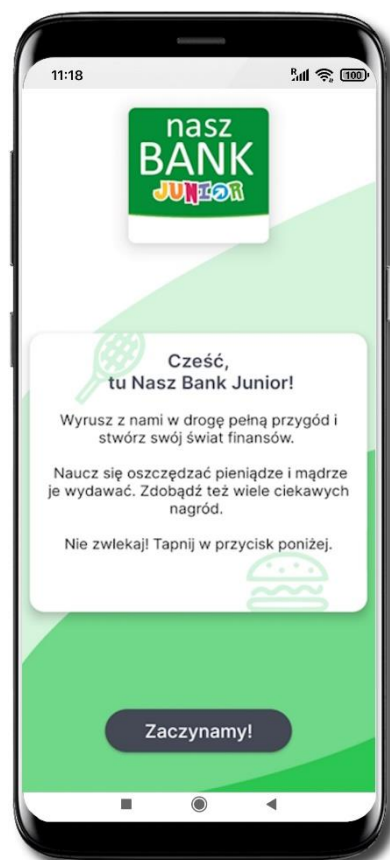 11:18
R
100
nasz
BANK
JUNIOR
Cześć,
tu Nasz Bank Junior!
Wyrusz z nami w drogę pełną przygód i
stwórz swój świat finansów.
Naucz się oszczędzać pieniądze i mądrze
je wydawać. Zdobądź też wiele ciekawych
nagród.
Nie zwlekaj! Tapnij w przycisk poniżej.
Zaczynamy!